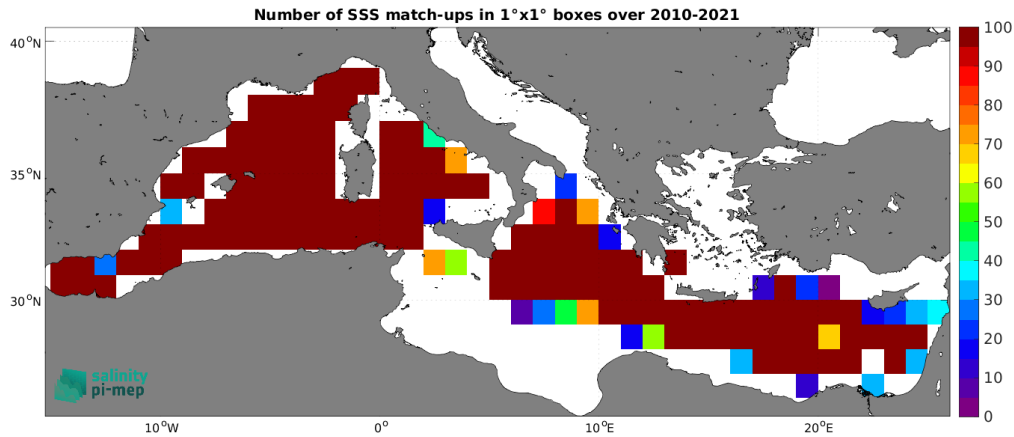 Number of SSS match-ups in 1°x1° boxes over 2010-2021
40°N
35°N
30°N
10°W
0°
10°E
20°E
100
90
80
70
60
50
40
30
20
10
0
salinity
pi-mep